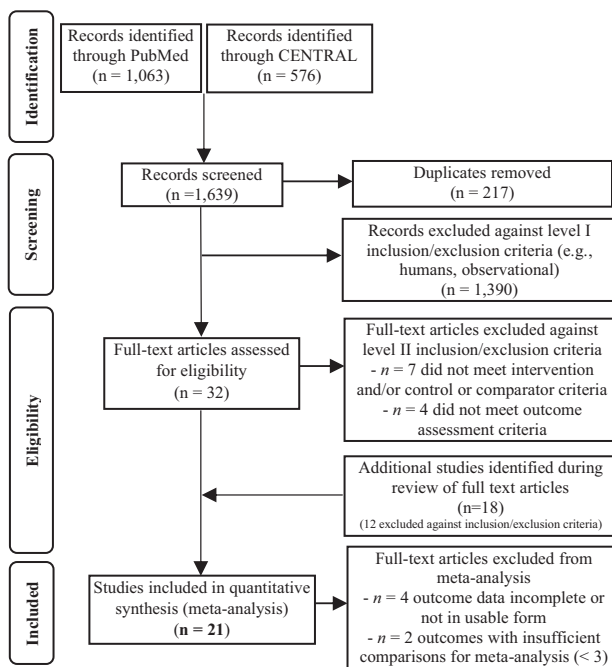 Identification
Records identified
through PubMed
(n = 1,063)
Records identified
through CENTRAL
(n = 576)
Screening
Records screened
(n =1,639)
Duplicates removed
(n = 217)
Records excluded against level I
inclusion/exclusion criteria (e.g.,
humans, observational)
(n = 1,390)
Eligibility
Full-text articles assessed
for eligibility
(n = 32)
Full-text articles excluded against
level II inclusion/exclusion criteria
- n = 7 did not meet intervention
and/or control or comparator criteria
- n = 4 did not meet outcome
assessment criteria
Additional studies identified during
review of full text articles
(n=18)
(12 excluded against inclusion/exclusion criteria)
Included
Studies included in quantitative
synthesis (meta-analysis)
(n = 21)
Full-text articles excluded from
meta-analysis
- n = 4 outcome data incomplete or
not in usable form
- n = 2 outcomes with insufficient
comparisons for meta-analysis (< 3)